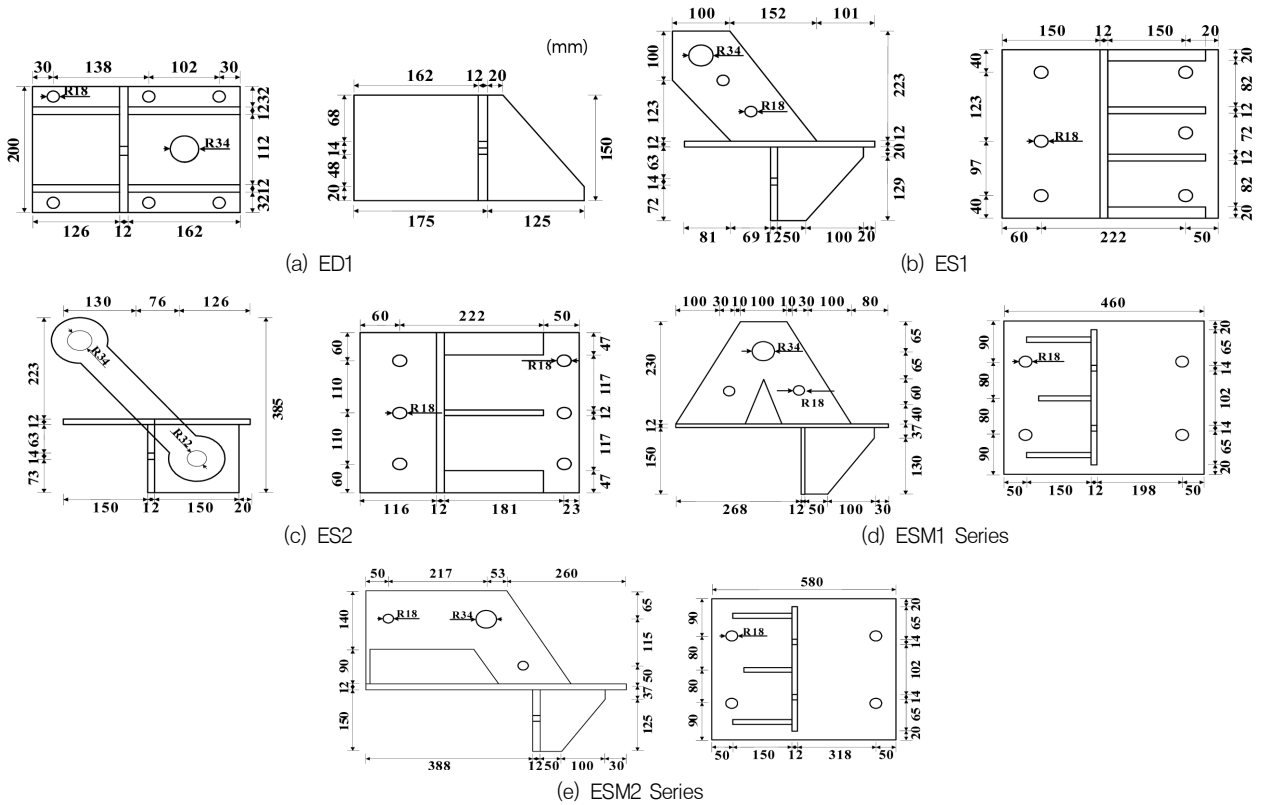 (mm)
30 138 102 30
R18
R34
200
32
12
112
12
32
126 12 162
162 12 20
68
14
48
20
150
175 125
(a) ED1
100 152 101
R34
R18
100
123
12
63
14
72
223
12
20
129
81 69 12 50 100 20
150 12 150 20
40
123
97
40
R18
20
82
12
72
12
82
20
60 222 50
(b) ES1
130 76 126
R34
R32
223
12
63
14
73
385
150 12 150 20
60 222 50
60
110
110
60
R18
R18
47
117
12
117
47
116 12 181 23
(c) ES2
100 30 10 100 10 30 100 80
R34
R18
230
12
150
65
65
60
40
37
130
268 12 50 100 30
460
90
80
80
90
R18
20
65
14
102
14
65
20
50 150 12 198 50
(d) ESM1 Series
50 217 53 260
R18
R34
140
90
12
150
65
115
50
37
125
388 12 50 100 30
580
90
80
80
90
R18
20
65
14
102
14
65
20
50 150 12 318 50
(e) ESM2 Series